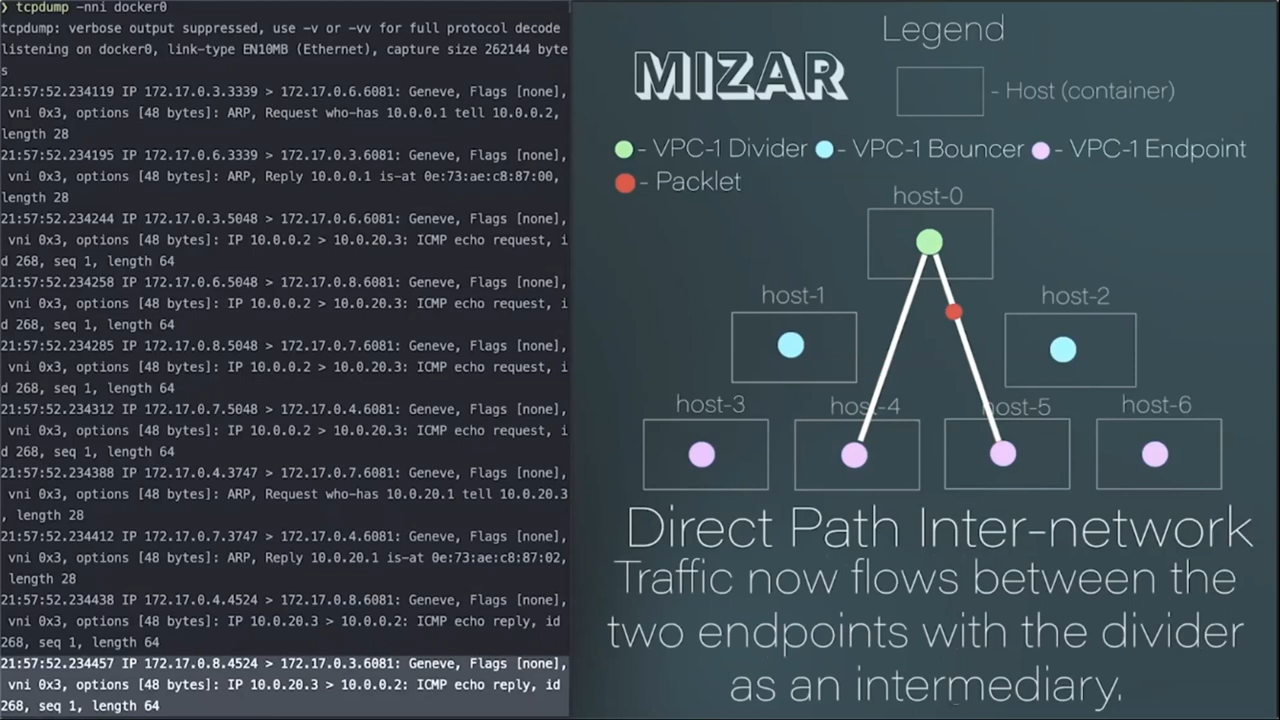 ❯ tcpdump -nni docker0
tcpdump: verbose output suppressed, use -v or -vv for full protocol decode
listening on docker0, link-type EN10MB (Ethernet), capture size 262144 byte
s
21:57:52.234119 IP 172.17.0.3.3339 > 172.17.0.6.6081: Geneve, Flags [none],
 vni 0x3, options [48 bytes]: ARP, Request who-has 10.0.0.1 tell 10.0.0.2,
length 28
21:57:52.234195 IP 172.17.0.6.3339 > 172.17.0.3.6081: Geneve, Flags [none],
 vni 0x3, options [48 bytes]: ARP, Reply 10.0.0.1 is-at 0e:73:ae:c8:87:00,
length 28
21:57:52.234244 IP 172.17.0.3.5048 > 172.17.0.6.6081: Geneve, Flags [none],
 vni 0x3, options [48 bytes]: IP 10.0.0.2 > 10.0.20.3: ICMP echo request, i
d 268, seq 1, length 64
21:57:52.234258 IP 172.17.0.6.5048 > 172.17.0.8.6081: Geneve, Flags [none],
 vni 0x3, options [48 bytes]: IP 10.0.0.2 > 10.0.20.3: ICMP echo request, i
d 268, seq 1, length 64
21:57:52.234285 IP 172.17.0.8.5048 > 172.17.0.7.6081: Geneve, Flags [none],
 vni 0x3, options [48 bytes]: IP 10.0.0.2 > 10.0.20.3: ICMP echo request, i
d 268, seq 1, length 64
21:57:52.234312 IP 172.17.0.7.5048 > 172.17.0.4.6081: Geneve, Flags [none],
 vni 0x3, options [48 bytes]: IP 10.0.0.2 > 10.0.20.3: ICMP echo request, i
d 268, seq 1, length 64
21:57:52.234388 IP 172.17.0.4.3747 > 172.17.0.7.6081: Geneve, Flags [none],
 vni 0x3, options [48 bytes]: ARP, Request who-has 10.0.20.1 tell 10.0.20.3
, length 28
21:57:52.234412 IP 172.17.0.7.3747 > 172.17.0.4.6081: Geneve, Flags [none],
 vni 0x3, options [48 bytes]: ARP, Reply 10.0.20.1 is-at 0e:73:ae:c8:87:02,
 length 28
21:57:52.234438 IP 172.17.0.4.4524 > 172.17.0.8.6081: Geneve, Flags [none],
 vni 0x3, options [48 bytes]: IP 10.0.20.3 > 10.0.0.2: ICMP echo reply, id
268, seq 1, length 64
21:57:52.234457 IP 172.17.0.8.4524 > 172.17.0.3.6081: Geneve, Flags [none],
 vni 0x3, options [48 bytes]: IP 10.0.20.3 > 10.0.0.2: ICMP echo reply, id
268, seq 1, length 64
Legend
MIZAR
- Host (container)
- VPC-1 Divider - VPC-1 Bouncer - VPC-1 Endpoint
- Packlet
host-0
host-1 host-2
host-3 host-4 host-5 host-6
Direct Path Inter-network
Traffic now flows between the
two endpoints with the divider
as an intermediary.